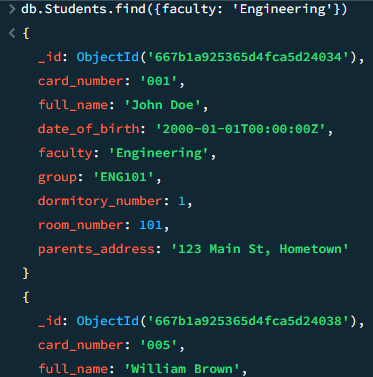 > db.Students.find({faculty: 'Engineering'})
< {
_id: ObjectId('667b1a925365d4fca5d24034'),
card_number: '001',
full_name: 'John Doe',
date_of_birth: '2000-01-01T00:00:00Z',
faculty: 'Engineering',
group: 'ENG101',
dormitory_number: 1,
room_number: 101,
parents_address: '123 Main St, Hometown'
}
{
_id: ObjectId('667b1a925365d4fca5d24038'),
card_number: '005',
full_name: 'William Brown',